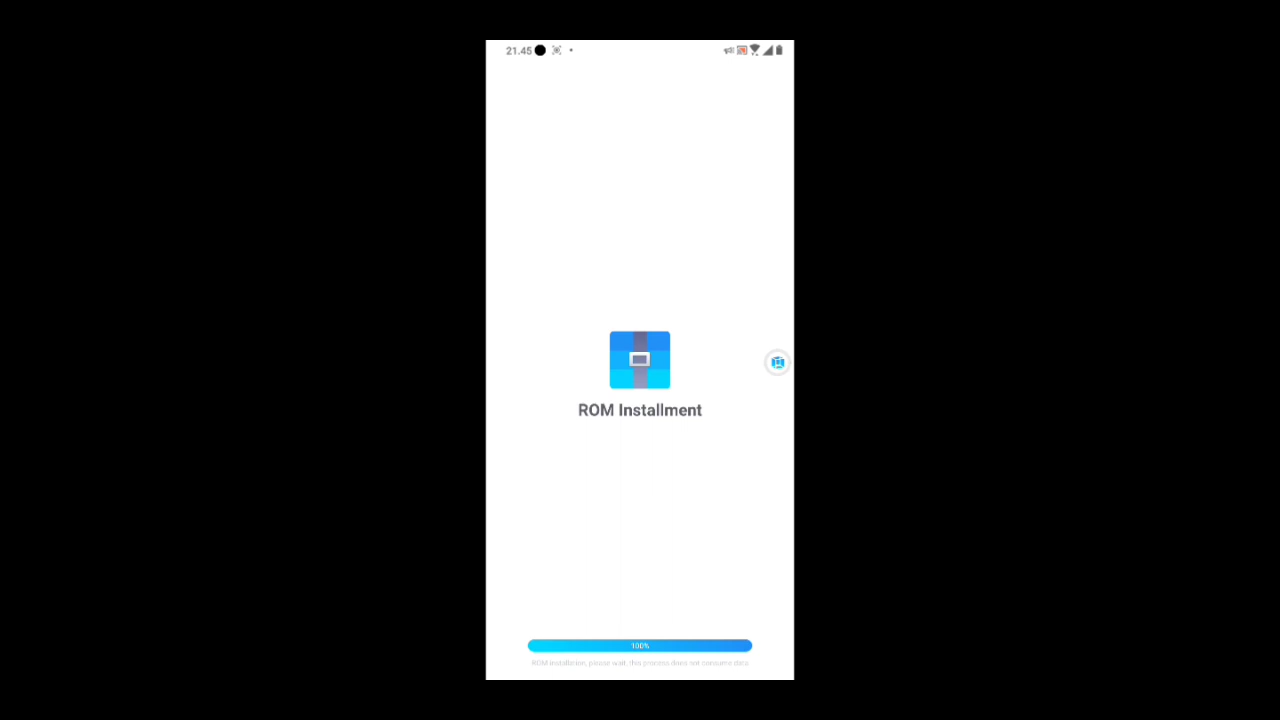 21.45
ROM Installment
100%
ROM installation, please wait, this process does not consume data